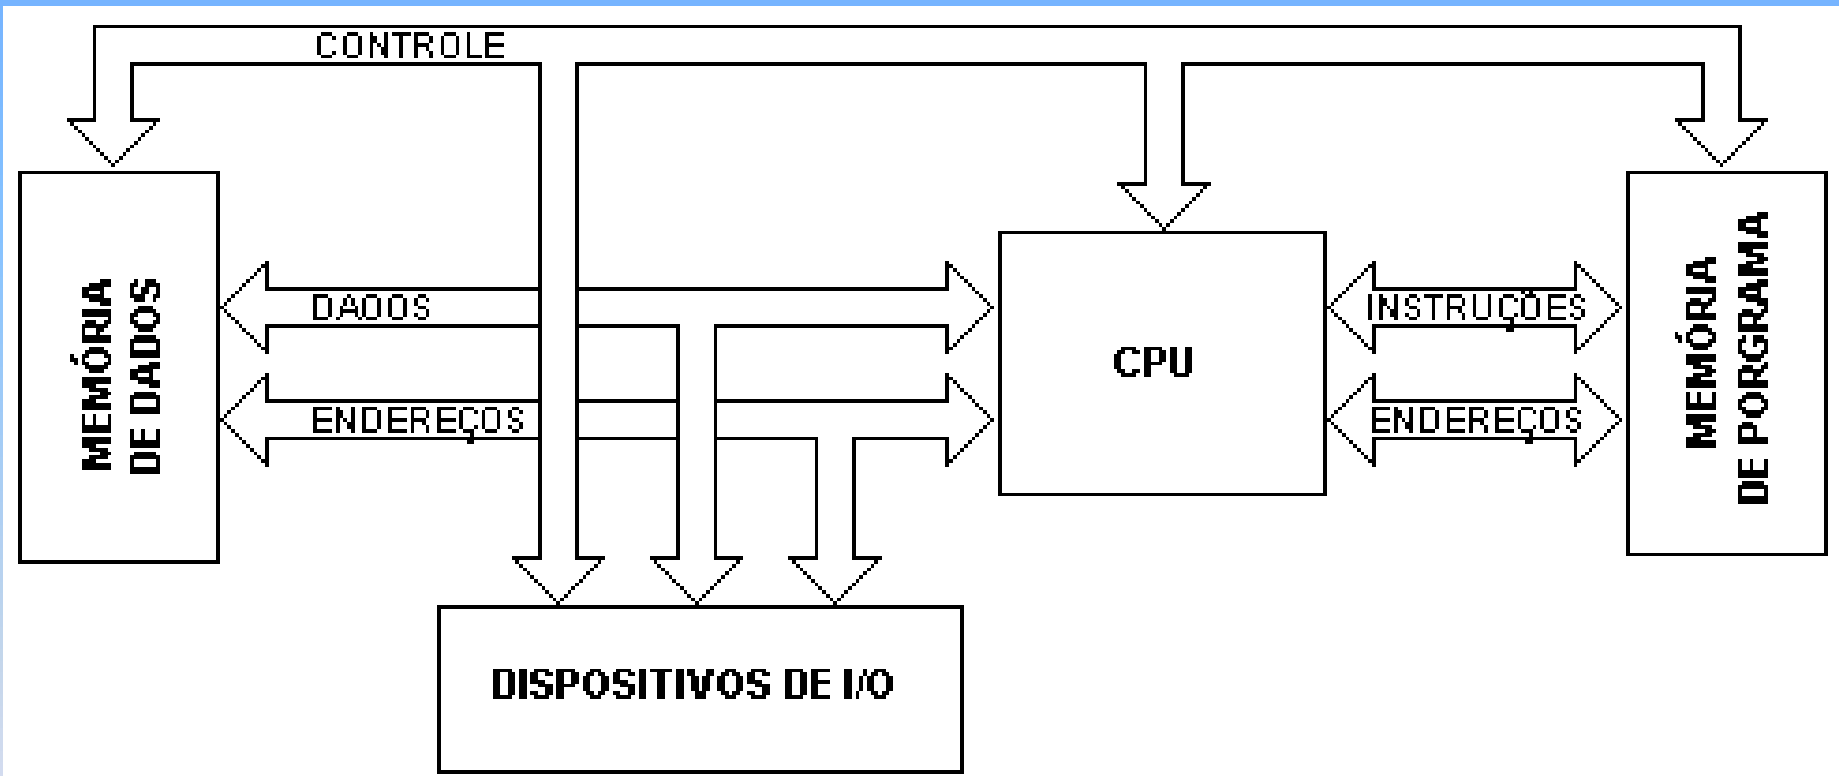 CONTROLE
MEMÓRIA
DE DADOS
DADOS
ENDEREÇOS
CPU
INSTRUÇÕES
ENDEREÇOS
MEMÓRIA
DE PORGRAMA
DISPOSITIVOS DE I/O